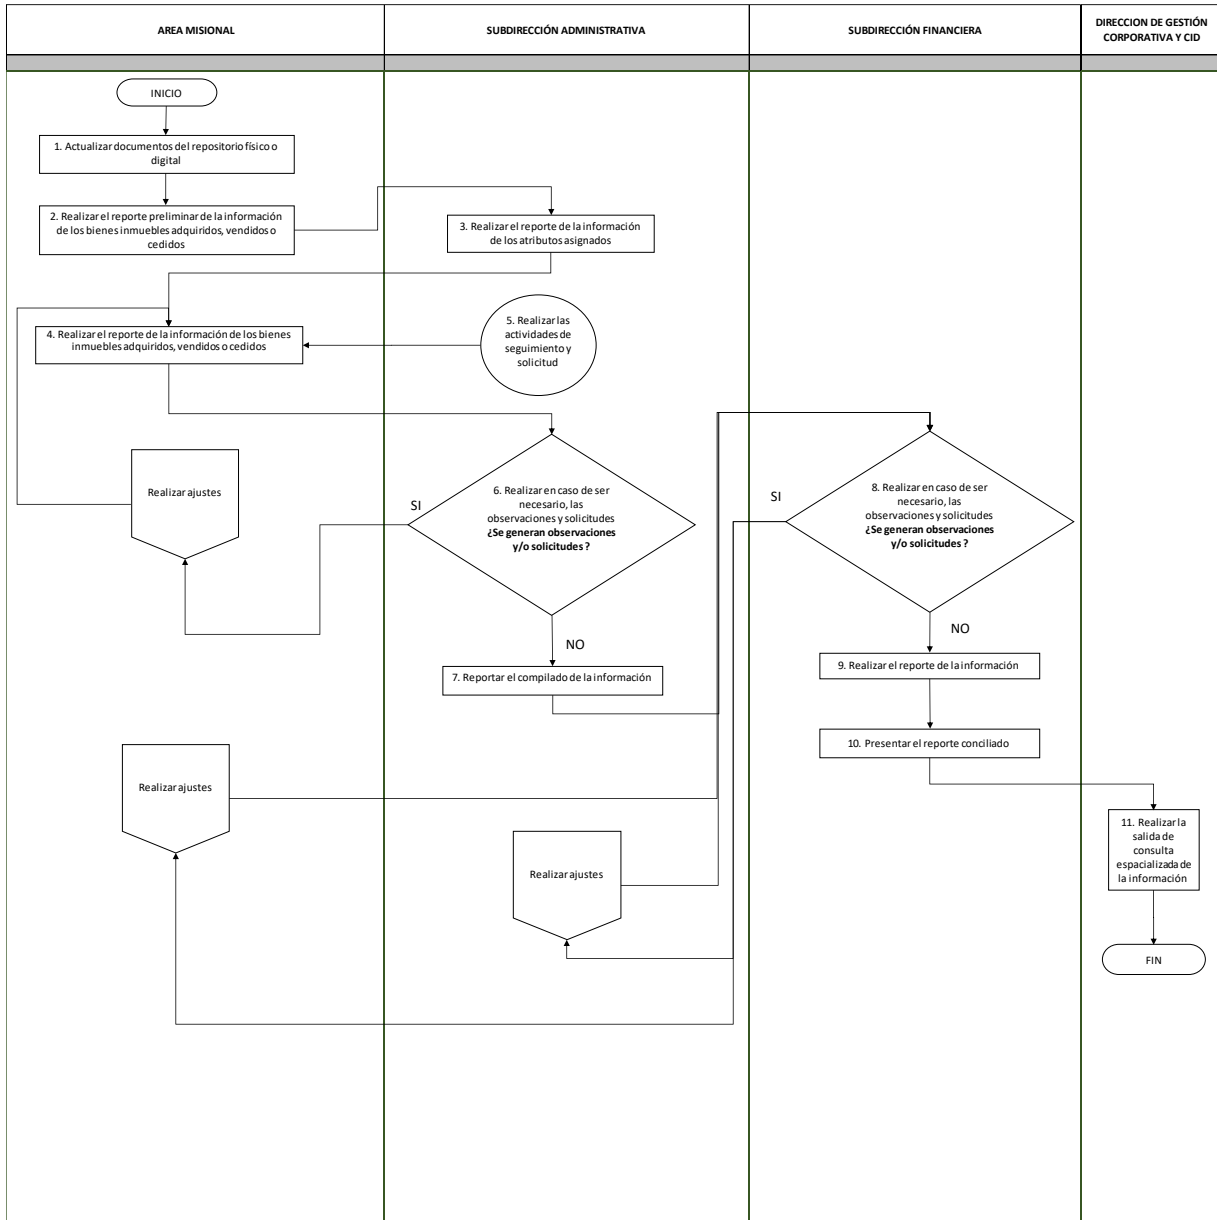 AREA MISIONAL
SUBDIRECCIÓN ADMINISTRATIVA
SUBDIRECCIÓN FINANCIERA
DIRECCION DE GESTIÓN
CORPORATIVA Y CID
INICIO
1. Actualizar documentos del repositorio físico o
digital
2. Realizar el reporte preliminar de la información
de los bienes inmuebles adquiridos, vendidos o
cedidos
3. Realizar el reporte de la información
de los atributos asignados
4. Realizar el reporte de la información de los bienes
inmuebles adquiridos, vendidos o cedidos
5. Realizar las
actividades de
seguimiento y
solicitud
Realizar ajustes
SI
6. Realizar en caso de ser
necesario, las
observaciones y solicitudes
¿Se generan observaciones
y/o solicitudes ?
NO
7. Reportar el compilado de la información
SI
8. Realizar en caso de ser
necesario, las
observaciones y solicitudes
¿Se generan observaciones
y/o solicitudes ?
NO
9. Realizar el reporte de la información
10. Presentar el reporte conciliado
Realizar ajustes
Realizar ajustes
11. Realizar la
salida de
consulta
espacializada de
la información
FIN